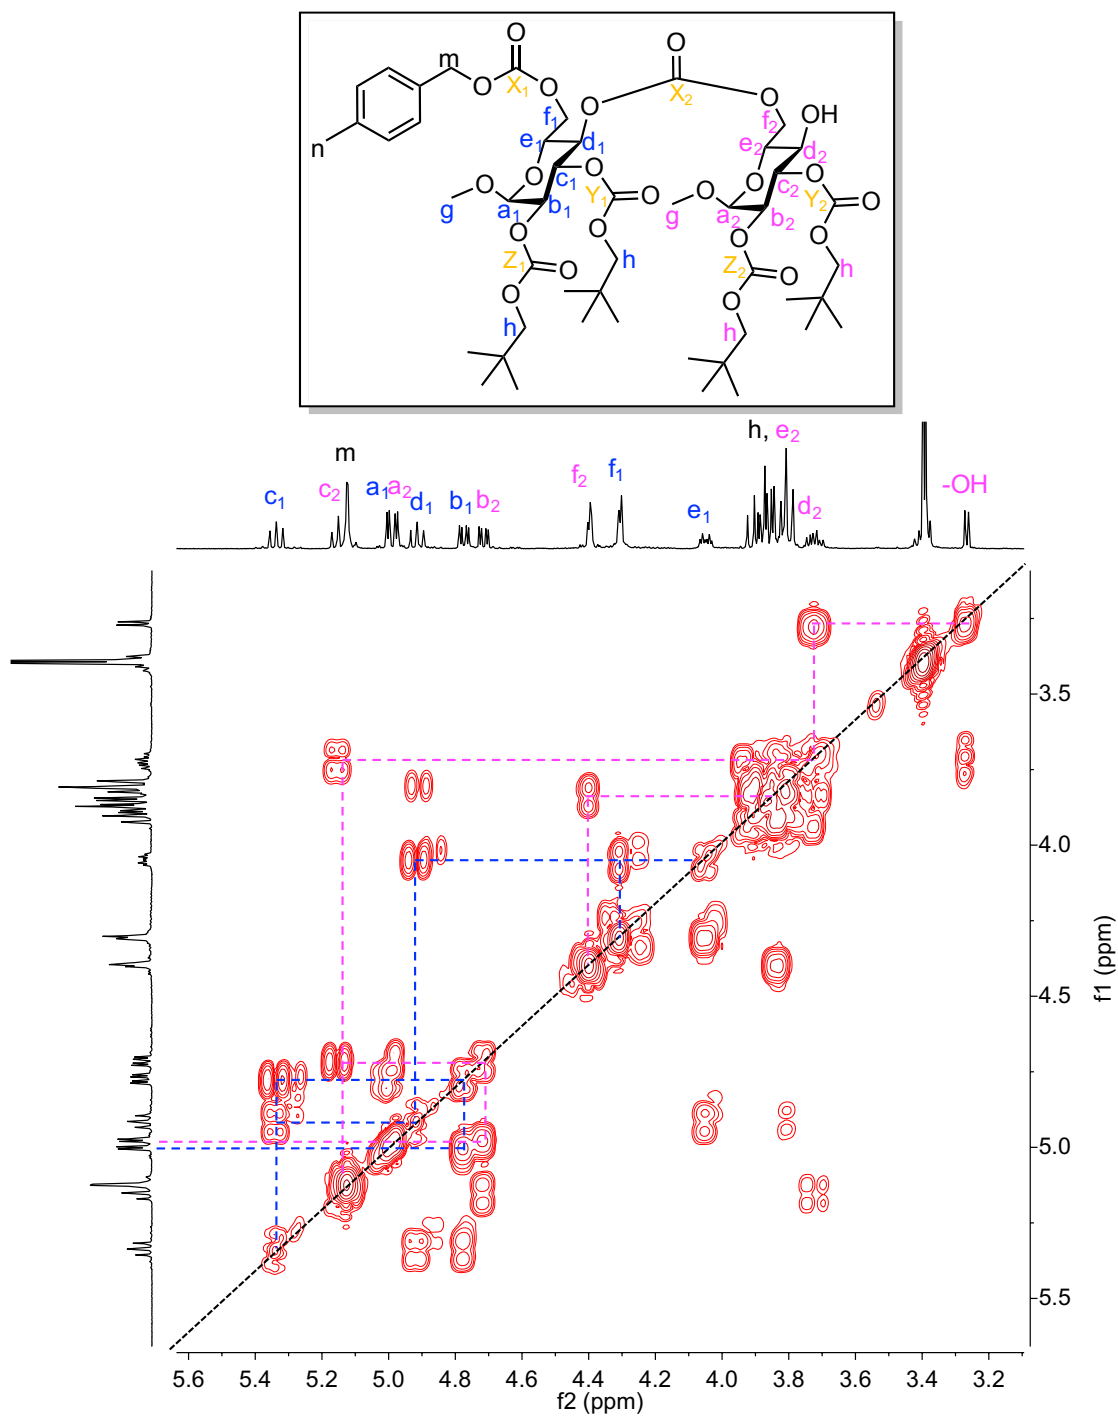 O O
m
O X₁ O O X₂ O
f₁ f₂ OH
n e₁ d₁ e₂ d₂
O O c₁ O O O c₂ O
g a₁ b₁ Y₁ O g a₂ b₂ Y₂ O
O O O O
Z₁ O h Z₂ O h
O O
h h
m h, e₂
c₁ c₂ a₁ a₂ d₁ b₁ b₂ f₂ f₁ e₁ d₂ -OH
3.5
4.0
4.5
5.0
5.5
f1 (ppm)
5.6 5.4 5.2 5.0 4.8 4.6 4.4 4.2 4.0 3.8 3.6 3.4 3.2
f2 (ppm)